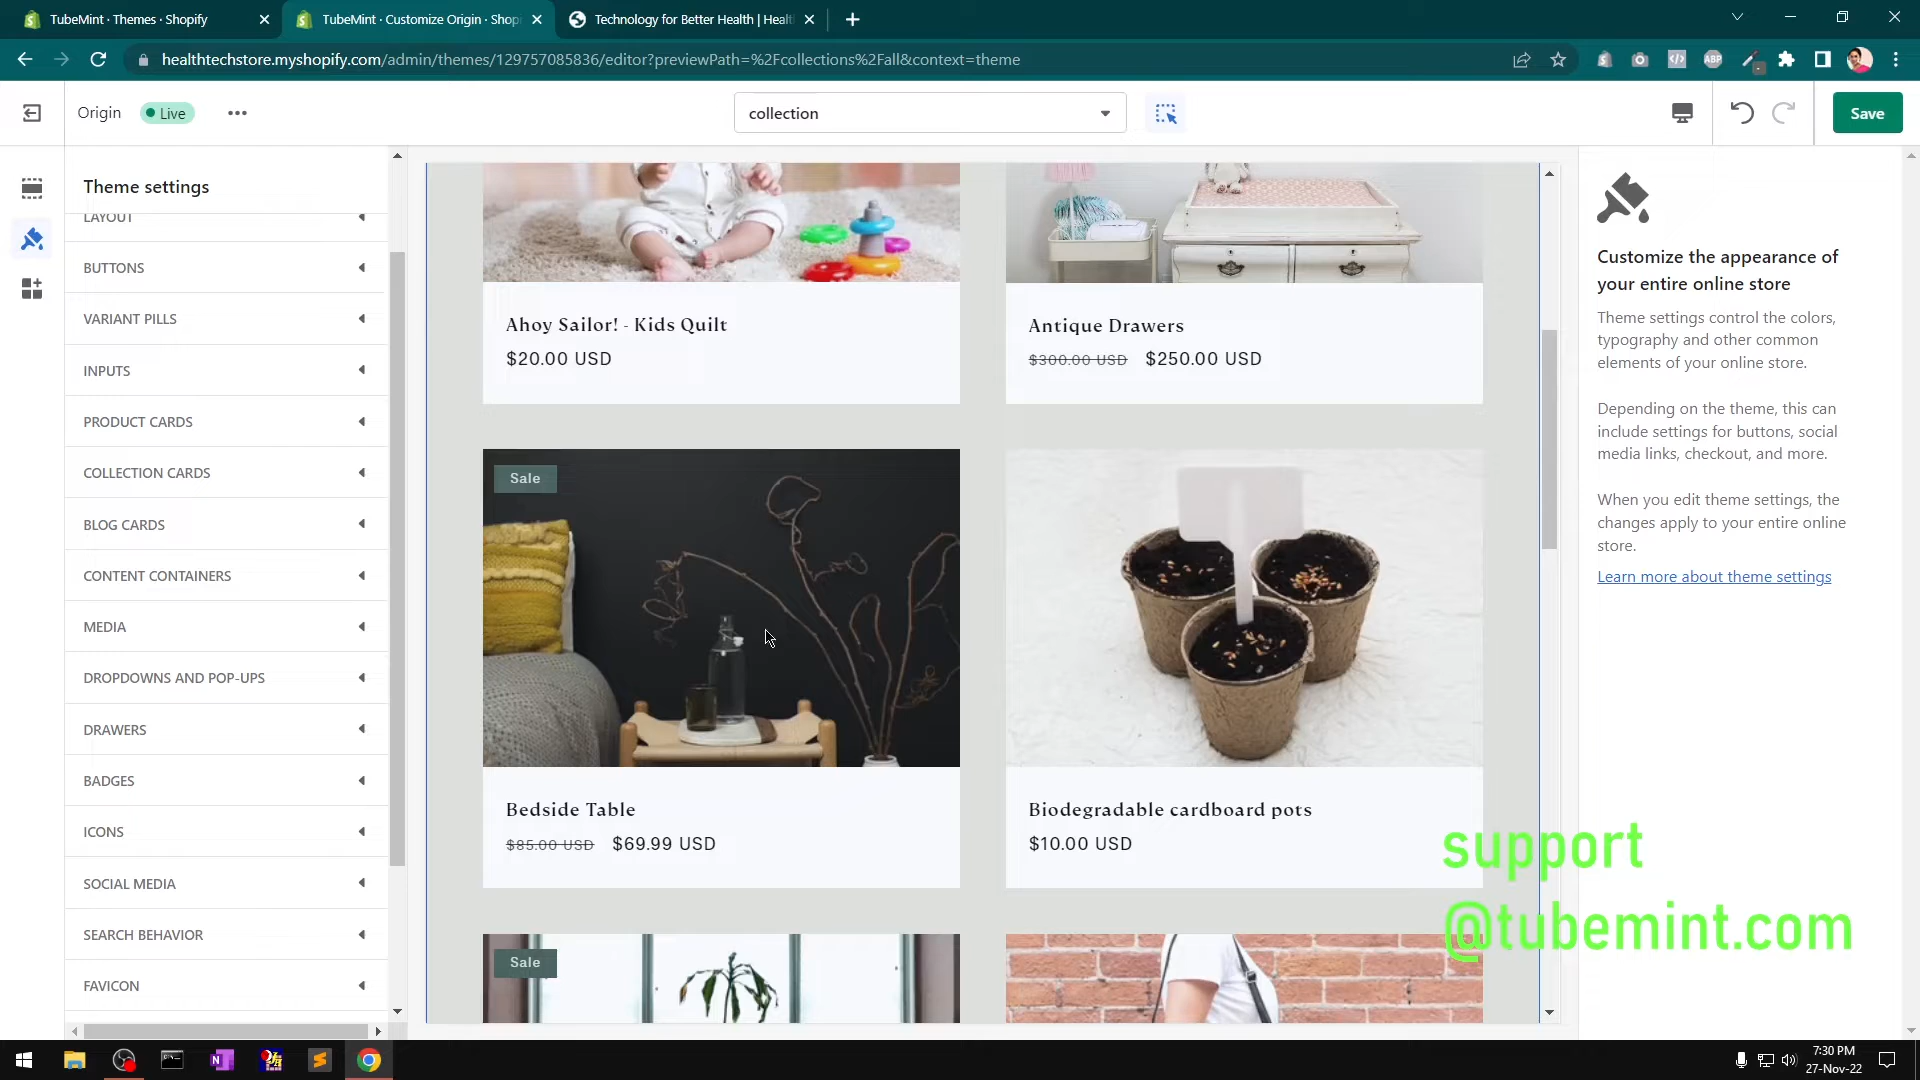 TubeMint · Themes · Shopify
TubeMint · Customize Origin · Shop
Technology for Better Health | Healt
healthtechstore.myshopify.com/admin/themes/129757085836/editor?previewPath=%2Fcollections%2Fall&context=theme
Origin
Live
collection
Save
Theme settings
LAYOUT
BUTTONS
VARIANT PILLS
INPUTS
PRODUCT CARDS
COLLECTION CARDS
BLOG CARDS
CONTENT CONTAINERS
MEDIA
DROPDOWNS AND POP-UPS
DRAWERS
BADGES
ICONS
SOCIAL MEDIA
SEARCH BEHAVIOR
FAVICON
Ahoy Sailor! - Kids Quilt
$20.00 USD
Antique Drawers
$300.00 USD $250.00 USD
Sale
Bedside Table
$85.00 USD $69.99 USD
Biodegradable cardboard pots
$10.00 USD
Sale
Customize the appearance of
your entire online store
Theme settings control the colors,
typography and other common
elements of your online store.
Depending on the theme, this can
include settings for buttons, social
media links, checkout, and more.
When you edit theme settings, the
changes apply to your entire online
store.
Learn more about theme settings
support
@tubemint.com
7:30 PM
27-Nov-22